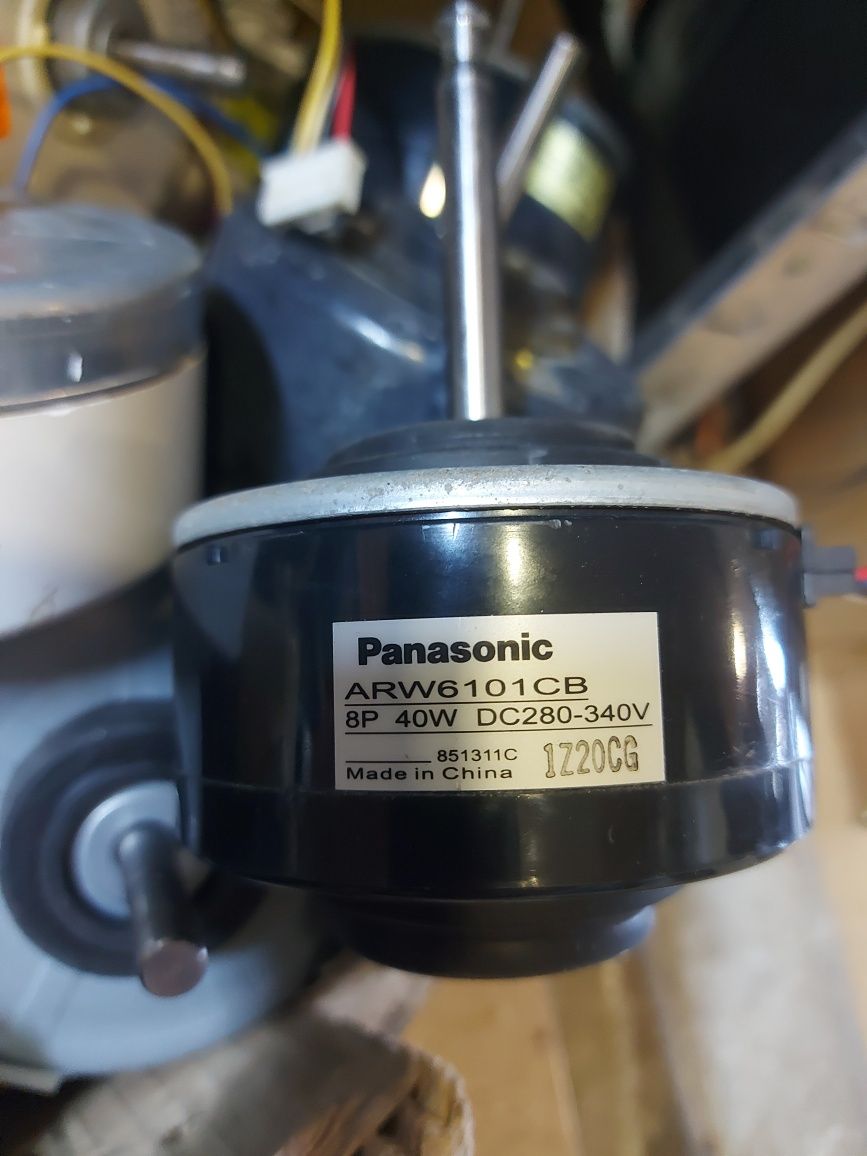 Panasonic
ARW6101CB
8P 40W DC280-340V
851311C
Made in China 1Z20CG